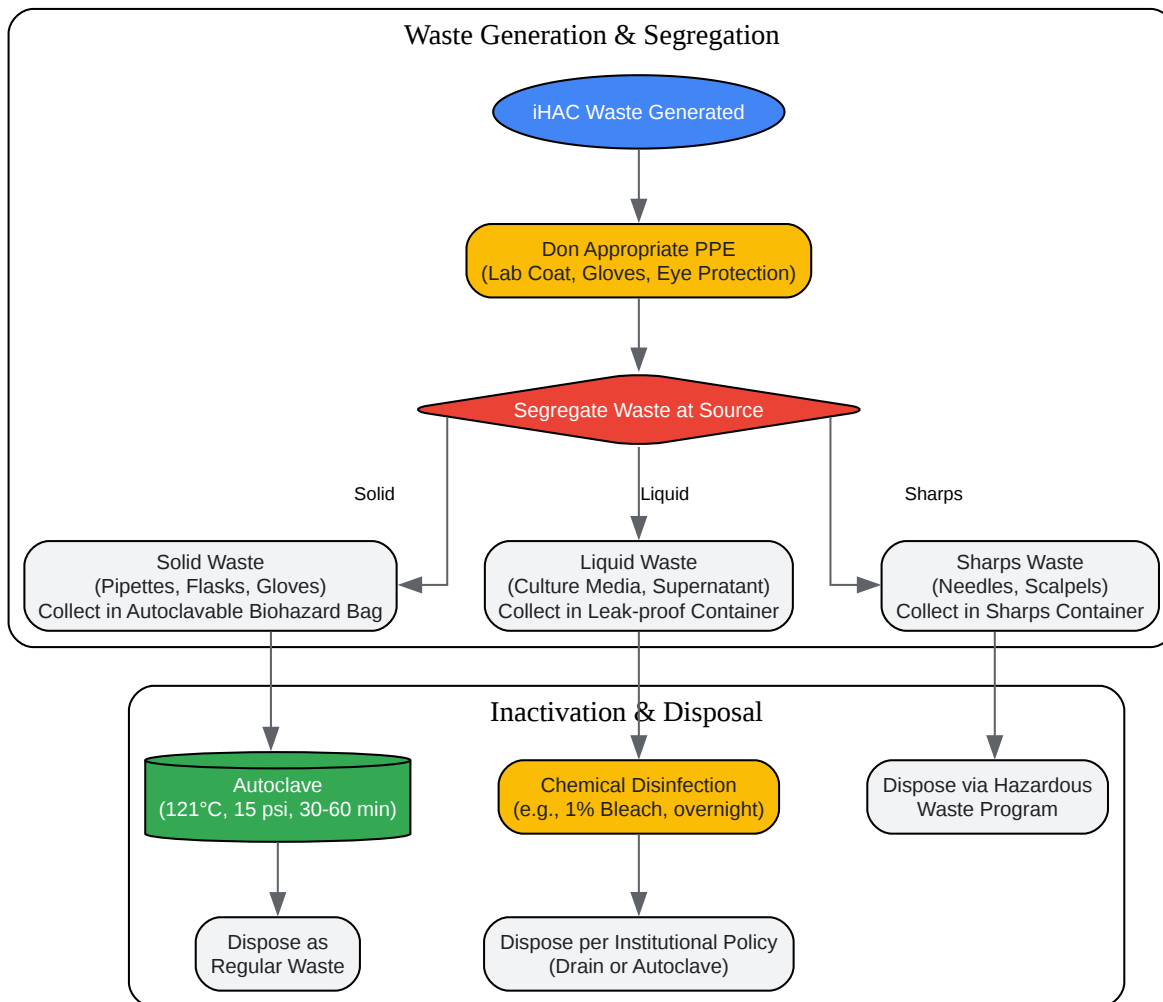 Waste Generation & Segregation
iHAC Waste Generated
Don Appropriate PPE
(Lab Coat, Gloves, Eye Protection)
Segregate Waste at Source
Solid
Liquid
Sharps
Solid Waste
(Pipettes, Flasks, Gloves)
Collect in Autoclavable Biohazard Bag
Liquid Waste
(Culture Media, Supernatant)
Collect in Leak-proof Container
Sharps Waste
(Needles, Scalpels)
Collect in Sharps Container
Inactivation & Disposal
Autoclave
(121°C, 15 psi, 30-60 min)
Chemical Disinfection
(e.g., 1% Bleach, overnight)
Dispose via Hazardous
Waste Program
Dispose as
Regular Waste
Dispose per Institutional Policy
(Drain or Autoclave)